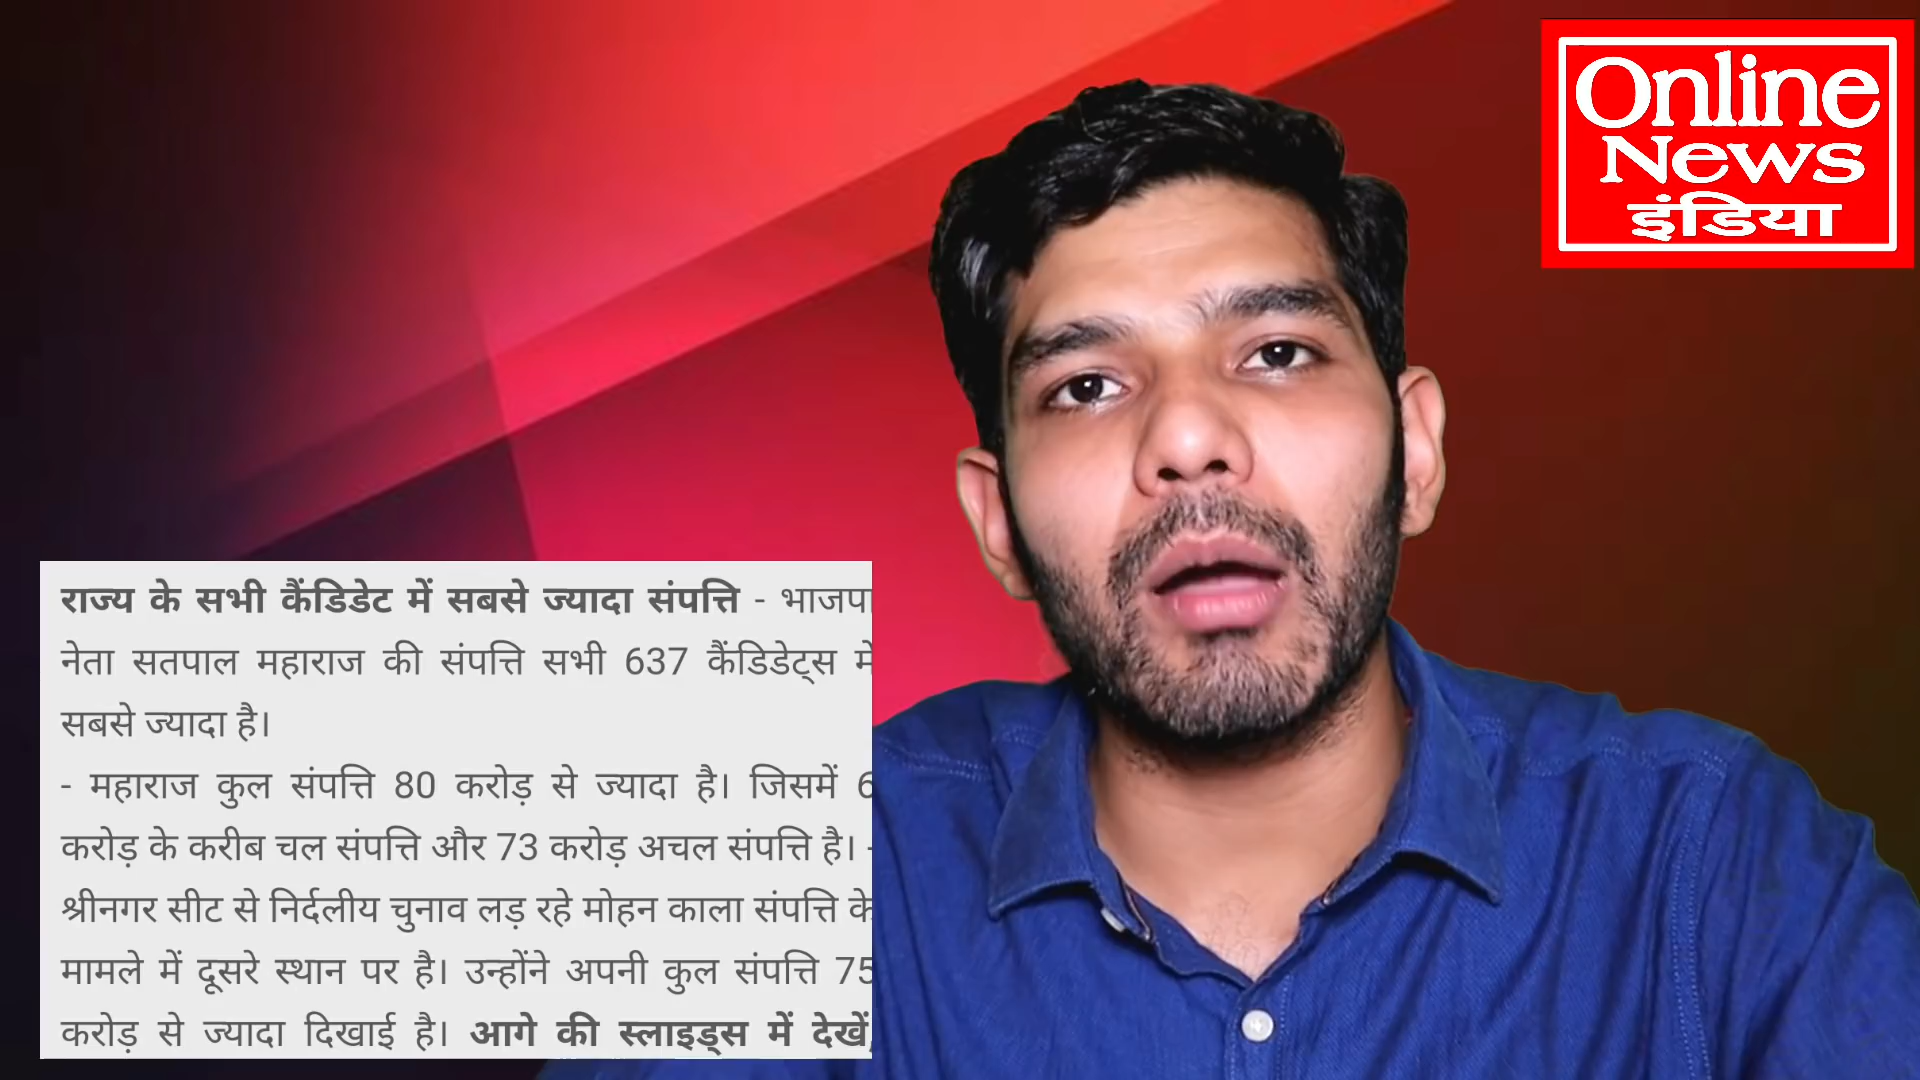 Online
News
इंडिया
राज्य के सभी कैंडिडेट में सबसे ज्यादा संपत्ति - भाजपा
नेता सतपाल महाराज की संपत्ति सभी 637 कैंडिडेट्स में
सबसे ज्यादा है।
- महाराज कुल संपत्ति 80 करोड़ से ज्यादा है। जिसमें 6
करोड़ के करीब चल संपत्ति और 73 करोड़ अचल संपत्ति है। -
श्रीनगर सीट से निर्दलीय चुनाव लड़ रहे मोहन काला संपत्ति के
मामले में दूसरे स्थान पर है। उन्होंने अपनी कुल संपत्ति 75
करोड़ से ज्यादा दिखाई है। आगे की स्लाइड्स में देखें,